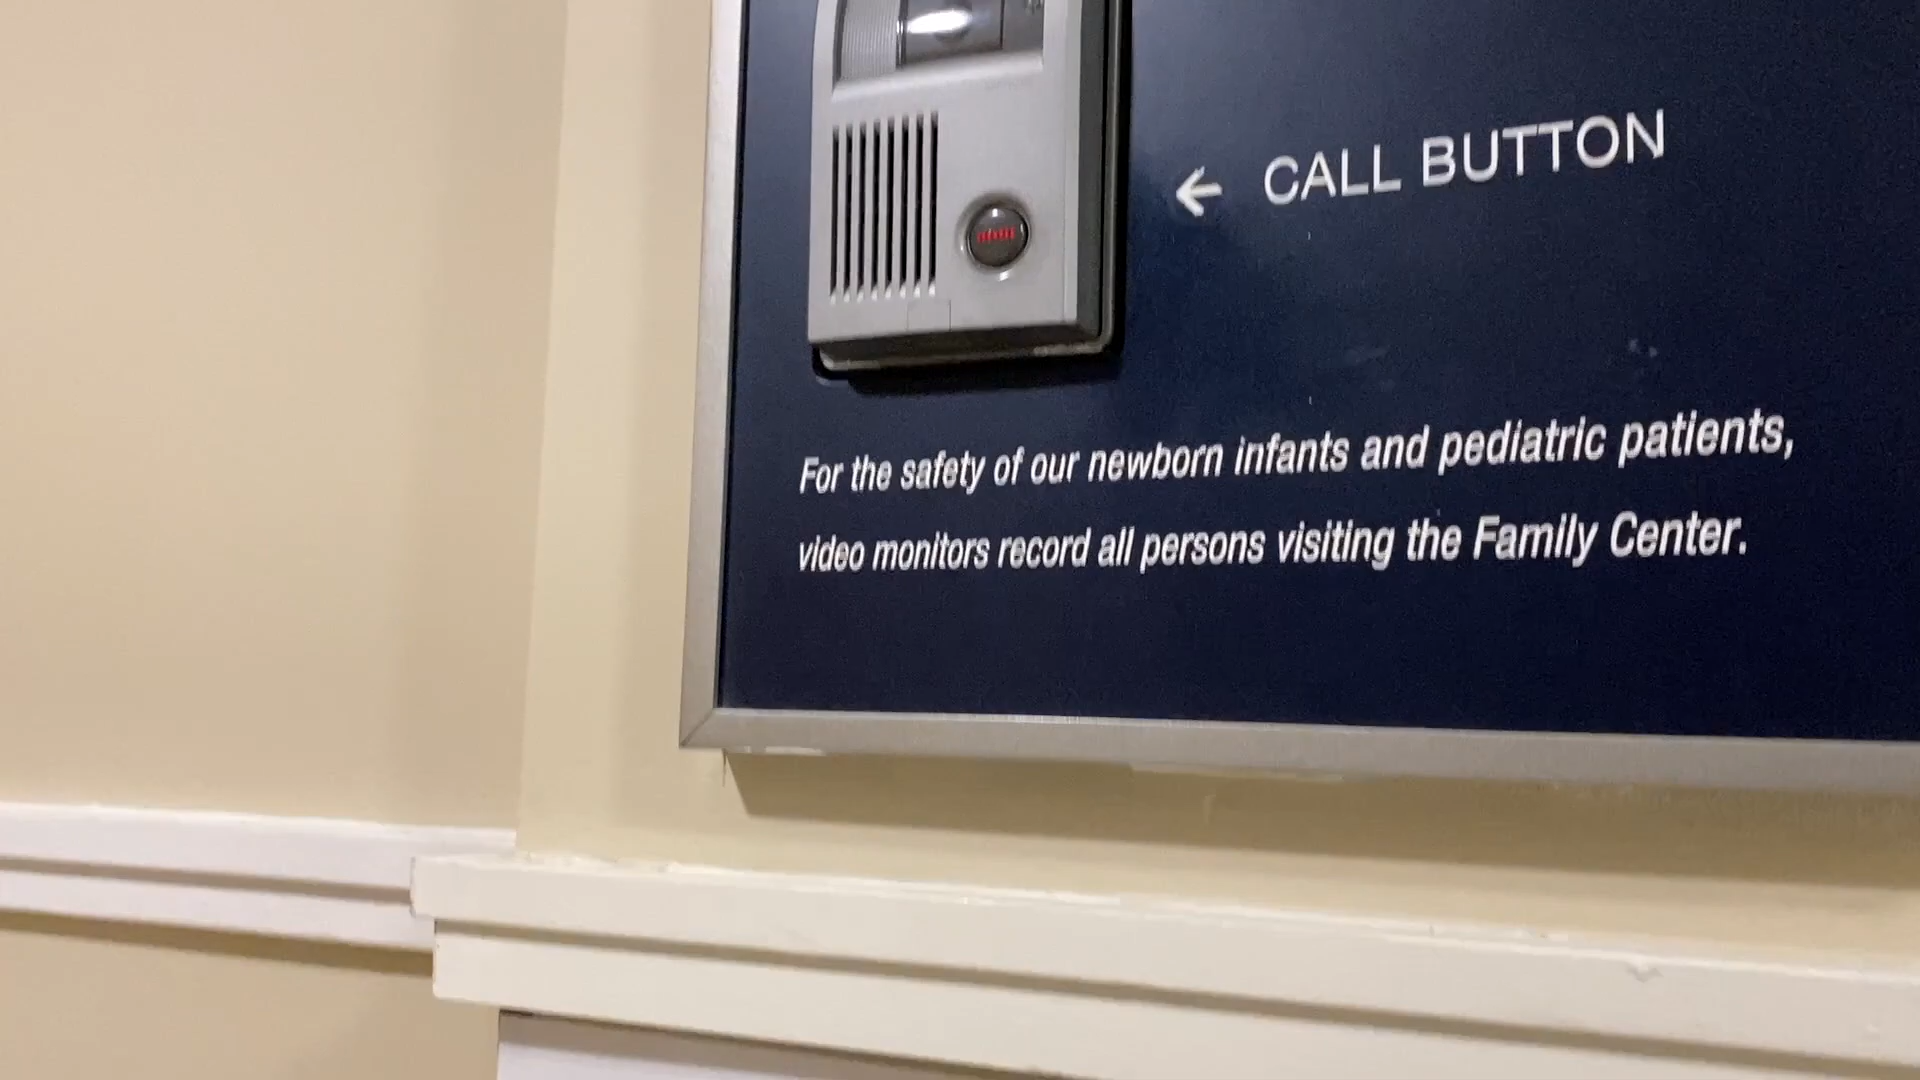 ← CALL BUTTON
For the safety of our newborn infants and pediatric patients,
video monitors record all persons visiting the Family Center.